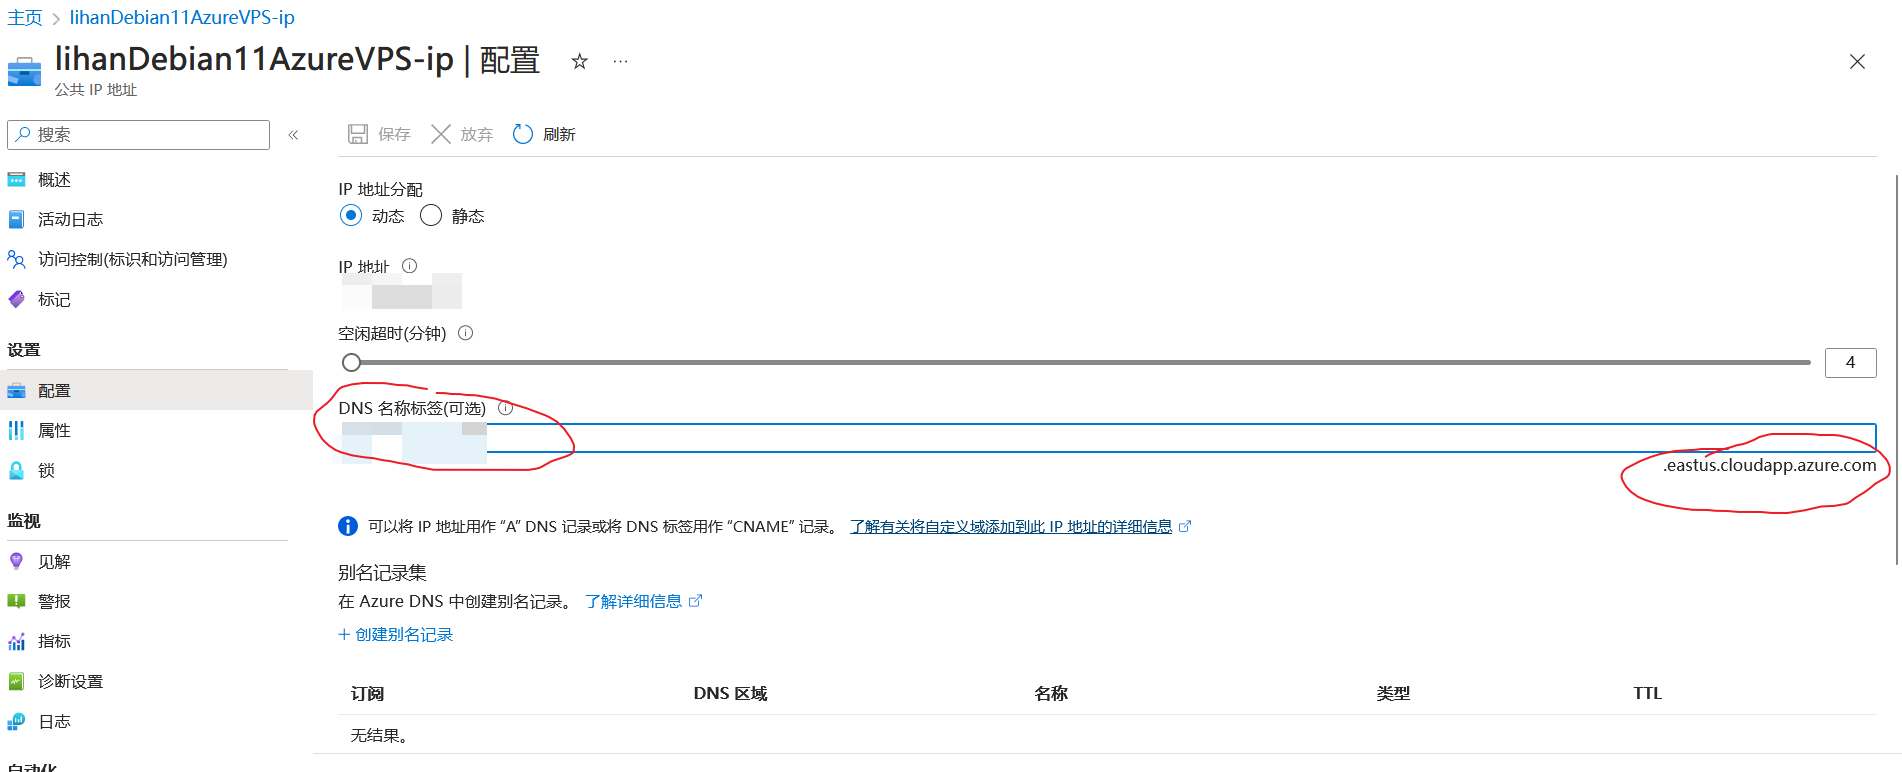 主页 > lihanDebian11AzureVPS-ip
lihanDebian11AzureVPS-ip | 配置
公共 IP 地址
搜索
保存 放弃 刷新
概述
活动日志
访问控制(标识和访问管理)
标记
设置
配置
属性
锁
监视
见解
警报
指标
诊断设置
日志
自动化
IP 地址分配
动态 静态
IP 地址
空闲超时(分钟)
4
DNS 名称标签(可选)
.eastus.cloudapp.azure.com
可以将 IP 地址用作 “A” DNS 记录或将 DNS 标签用作 “CNAME” 记录。 了解有关将自定义域添加到此 IP 地址的详细信息
别名记录集
在 Azure DNS 中创建别名记录。 了解详细信息
+ 创建别名记录
订阅 DNS 区域 名称 类型 TTL
无结果。